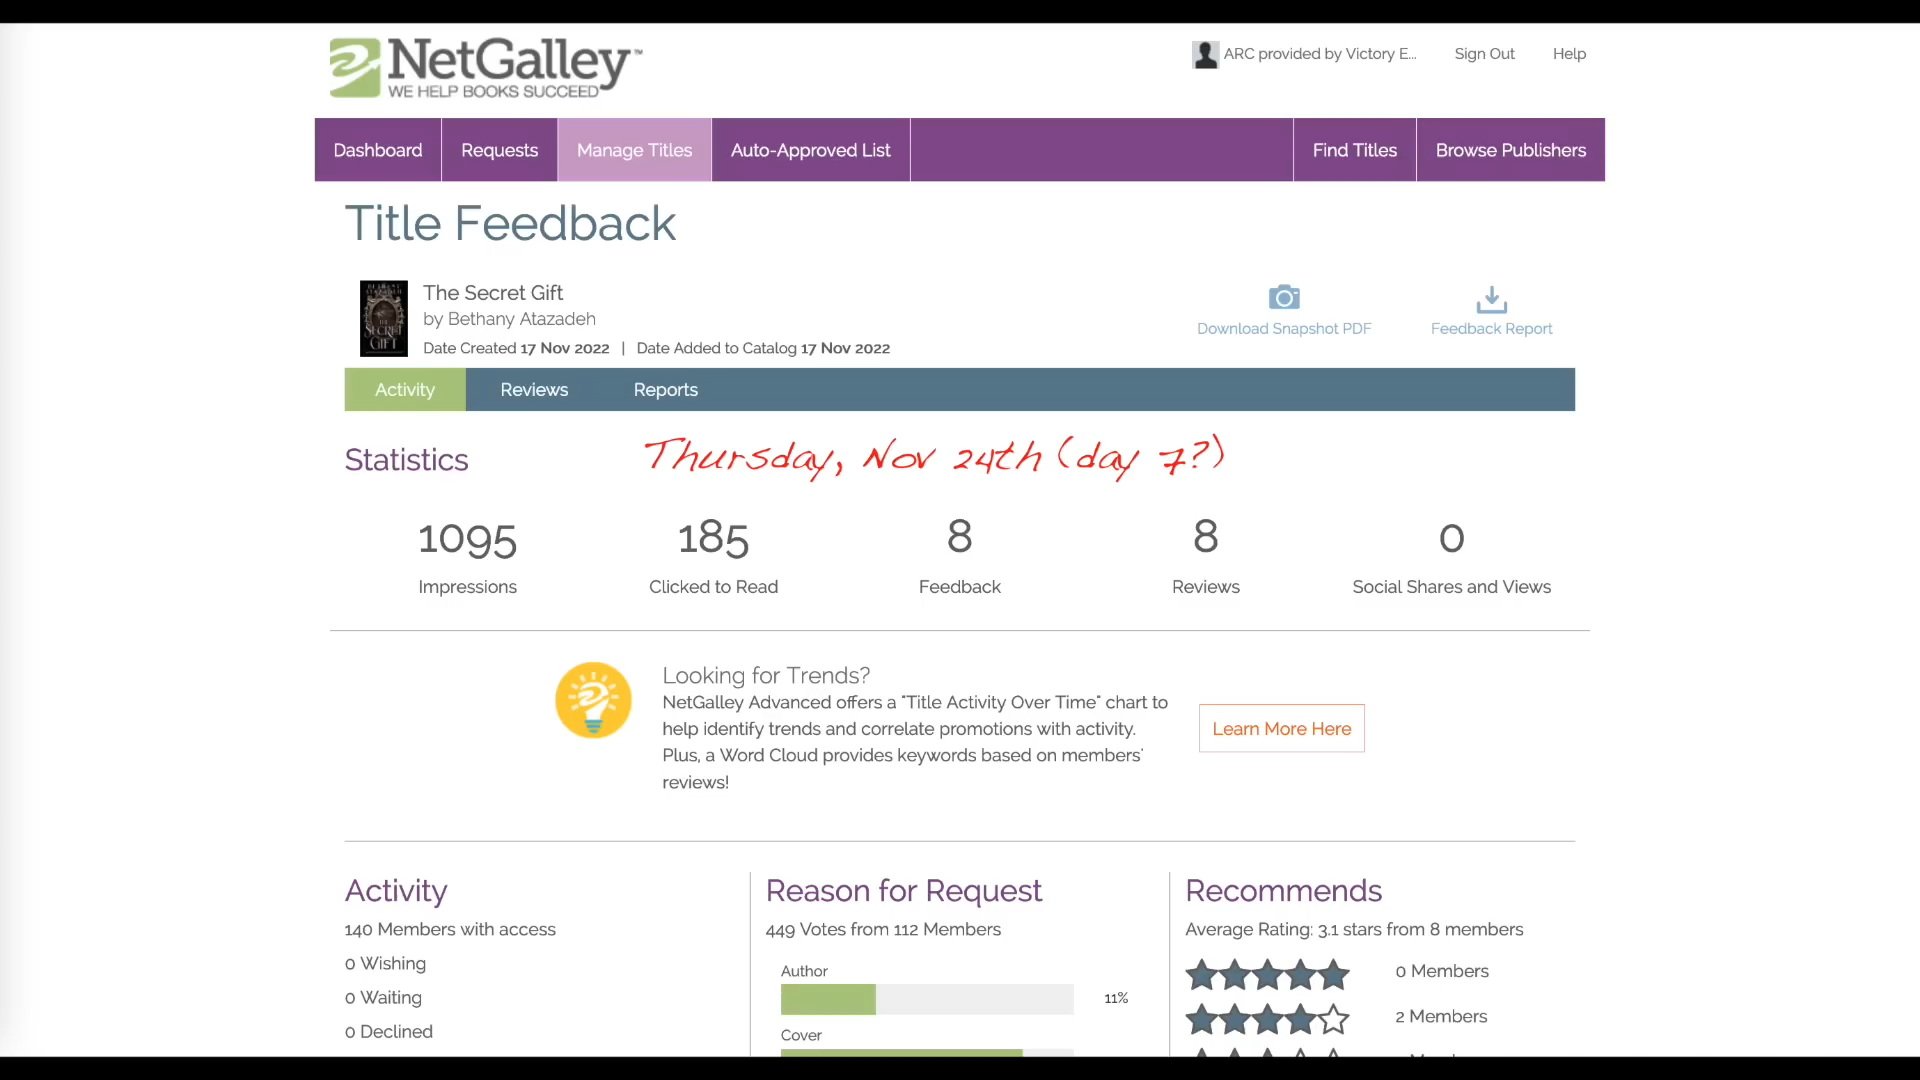 NetGalley™
WE HELP BOOKS SUCCEED
ARC provided by Victory E... Sign Out Help
Dashboard Requests Manage Titles Auto-Approved List Find Titles Browse Publishers
Title Feedback
BETHANY ATAZADEH
THE SECRET GIFT
The Secret Gift
by Bethany Atazadeh
Date Created 17 Nov 2022 | Date Added to Catalog 17 Nov 2022
Download Snapshot PDF Feedback Report
Activity Reviews Reports
Statistics
Thursday, Nov 24th (day 7?)
1095 185 8 8 0
Impressions Clicked to Read Feedback Reviews Social Shares and Views
Looking for Trends?
NetGalley Advanced offers a "Title Activity Over Time" chart to
help identify trends and correlate promotions with activity.
Plus, a Word Cloud provides keywords based on members'
reviews!
Learn More Here
Activity
140 Members with access
0 Wishing
0 Waiting
0 Declined
Reason for Request
449 Votes from 112 Members
Author
11%
Cover
Recommends
Average Rating: 3.1 stars from 8 members
0 Members
2 Members